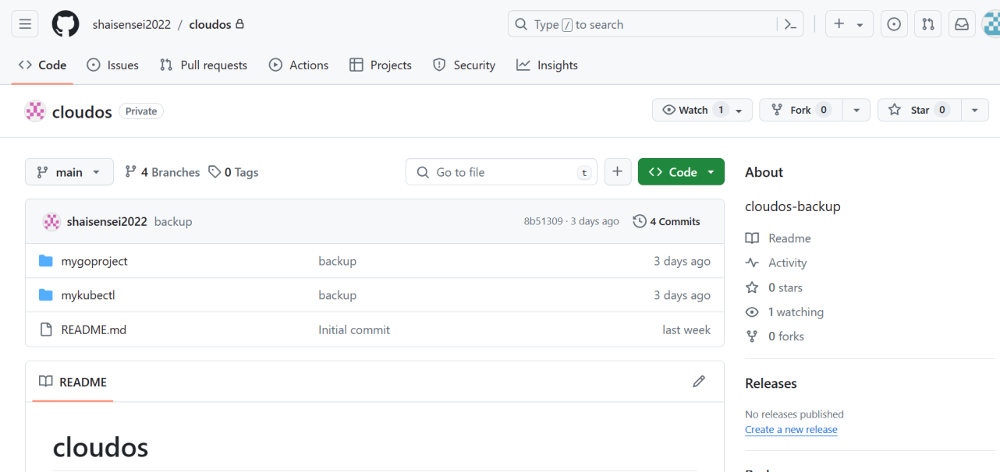 shaisensei2022 / cloudos
Type / to search
Code Issues Pull requests Actions Projects Security Insights
cloudos Private
Watch 1 Fork 0 Star 0
main 4 Branches 0 Tags Go to file t Code
shaisensei2022 backup 8b51309 · 3 days ago 4 Commits
mygoproject backup 3 days ago
mykubectl backup 3 days ago
README.md Initial commit last week
README
cloudos
About
cloudos-backup
Readme
Activity
0 stars
1 watching
0 forks
Releases
No releases published
Create a new release